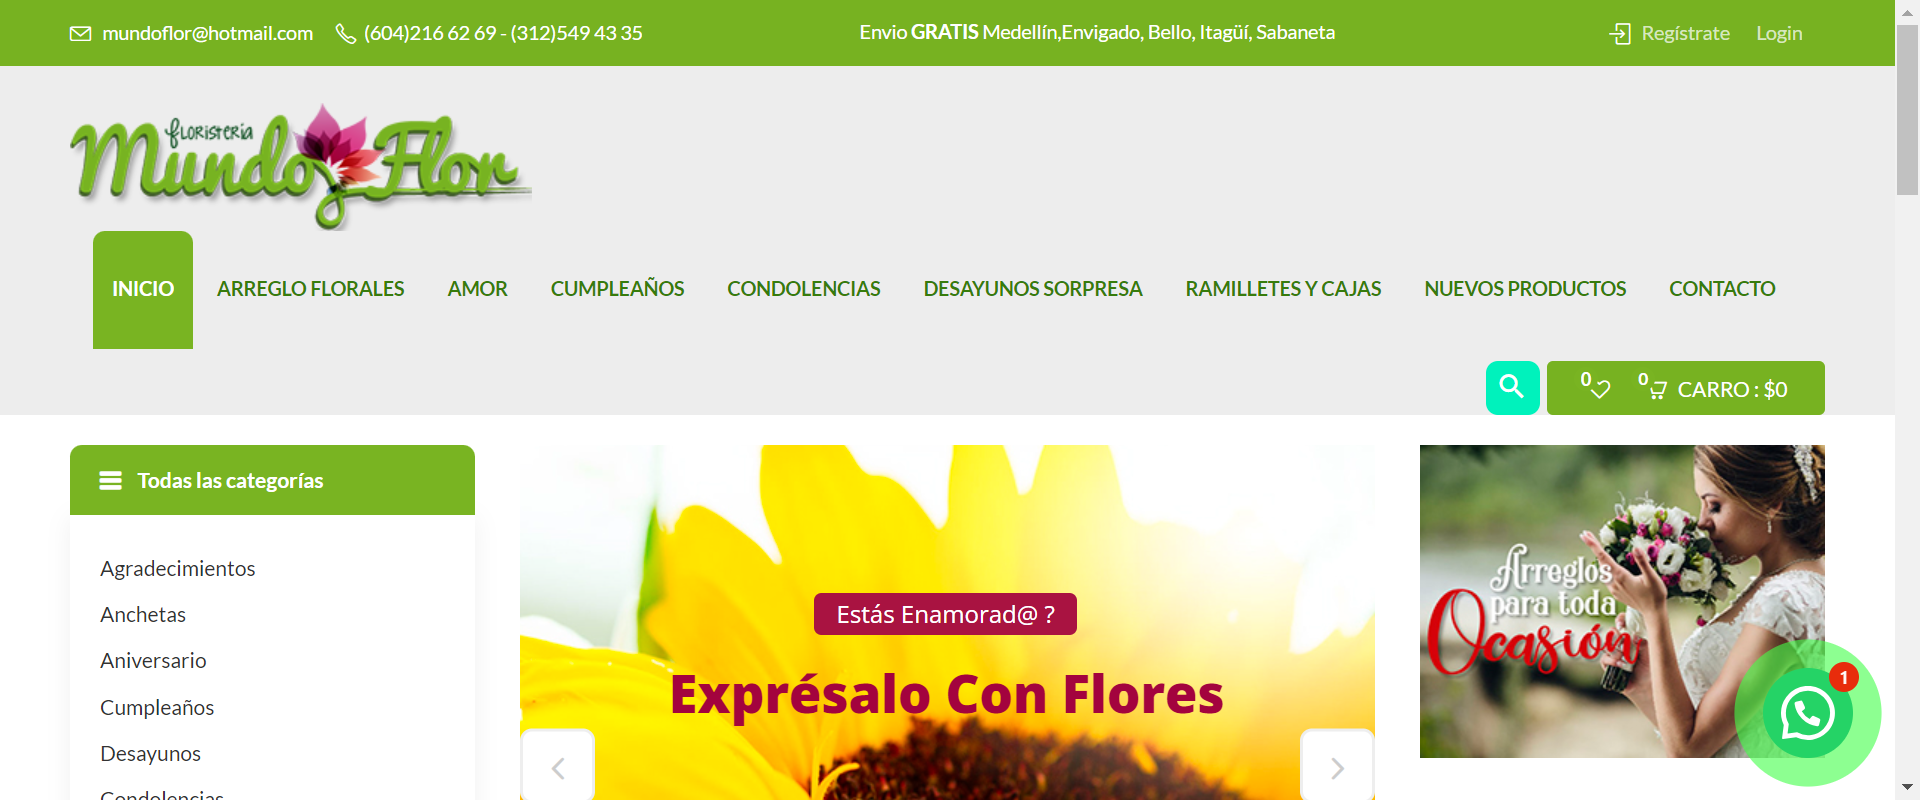 mundoflor@hotmail.com (604)216 62 69 - (312)549 43 35 Envio GRATIS Medellín,Envigado, Bello, Itagüí, Sabaneta Regístrate Login
floristería
Mundo Flor
INICIO ARREGLO FLORALES AMOR CUMPLEAÑOS CONDOLENCIAS DESAYUNOS SORPRESA RAMILLETES Y CAJAS NUEVOS PRODUCTOS CONTACTO
0 0 CARRO : $0
Todas las categorías
Agradecimientos
Anchetas
Aniversario
Cumpleaños
Desayunos
Condolencias
Estás Enamorad@ ?
Exprésalo Con Flores
Arreglos
para toda
Ocasión
1